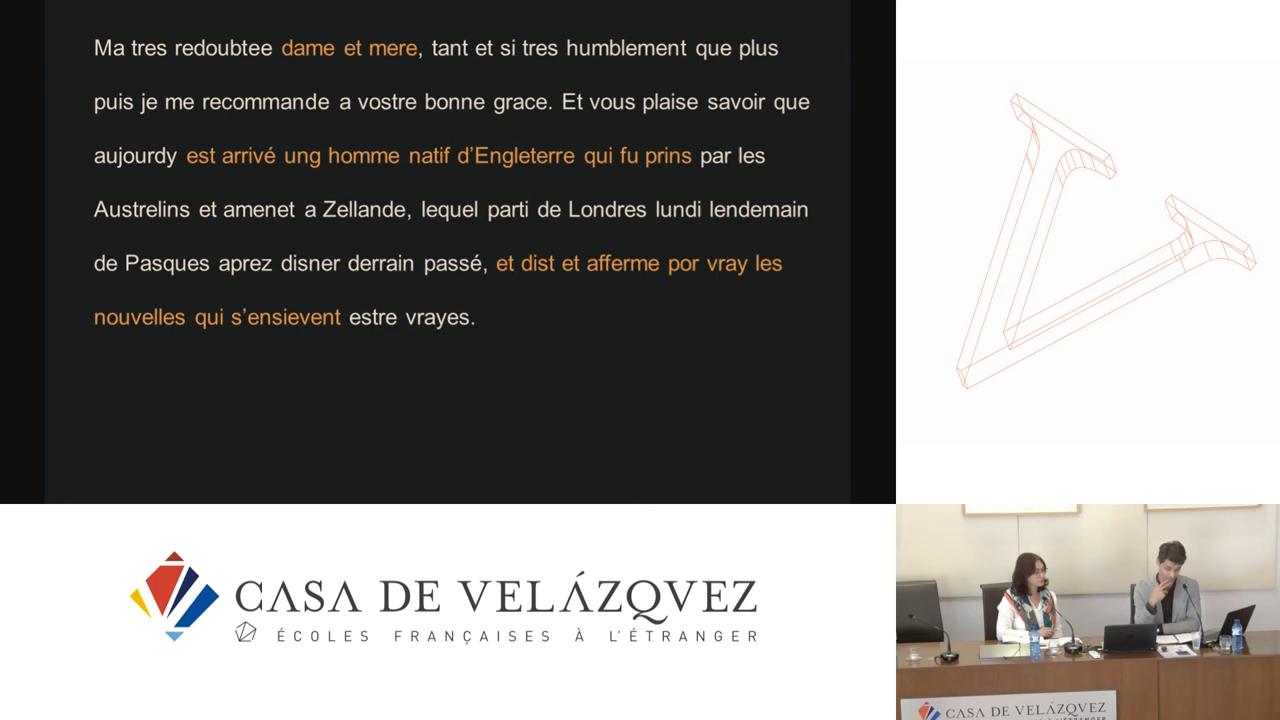 Ma tres redoubtee dame et mere, tant et si tres humblement que plus
puis je me recommande a vostre bonne grace. Et vous plaise savoir que
aujourdy est arrivé ung homme natif d’Engleterre qui fu prins par les
Austrelins et amenet a Zellande, lequel parti de Londres lundi lendemain
de Pasques aprez disner derrain passé, et dist et afferme por vray les
nouvelles qui s’ensievent estre vrayes.
CASA DE VELÁZQVEZ
ÉCOLES FRANÇAISES À L'ÉTRANGER
CASA DE VELÁZQVEZ